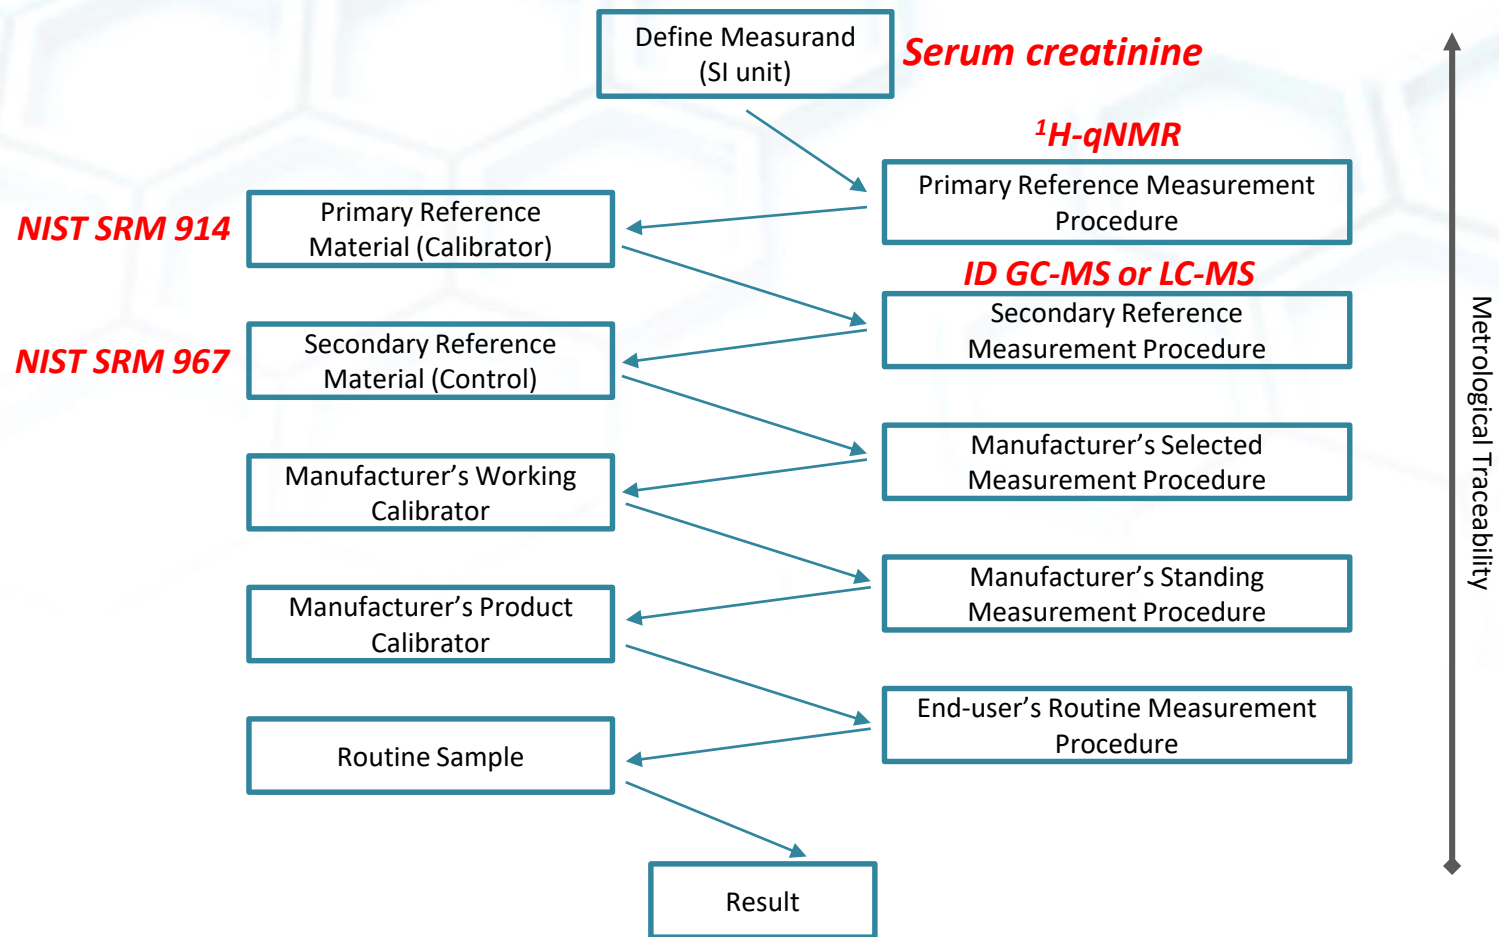 Define Measurand
(SI unit)
Serum creatinine
¹H-qNMR
Primary Reference Measurement
Procedure
NIST SRM 914
Primary Reference
Material (Calibrator)
ID GC-MS or LC-MS
Secondary Reference
Measurement Procedure
NIST SRM 967
Secondary Reference
Material (Control)
Manufacturer’s Selected
Measurement Procedure
Manufacturer’s Working
Calibrator
Manufacturer’s Standing
Measurement Procedure
Manufacturer’s Product
Calibrator
End-user’s Routine Measurement
Procedure
Routine Sample
Result
Metrological Traceability